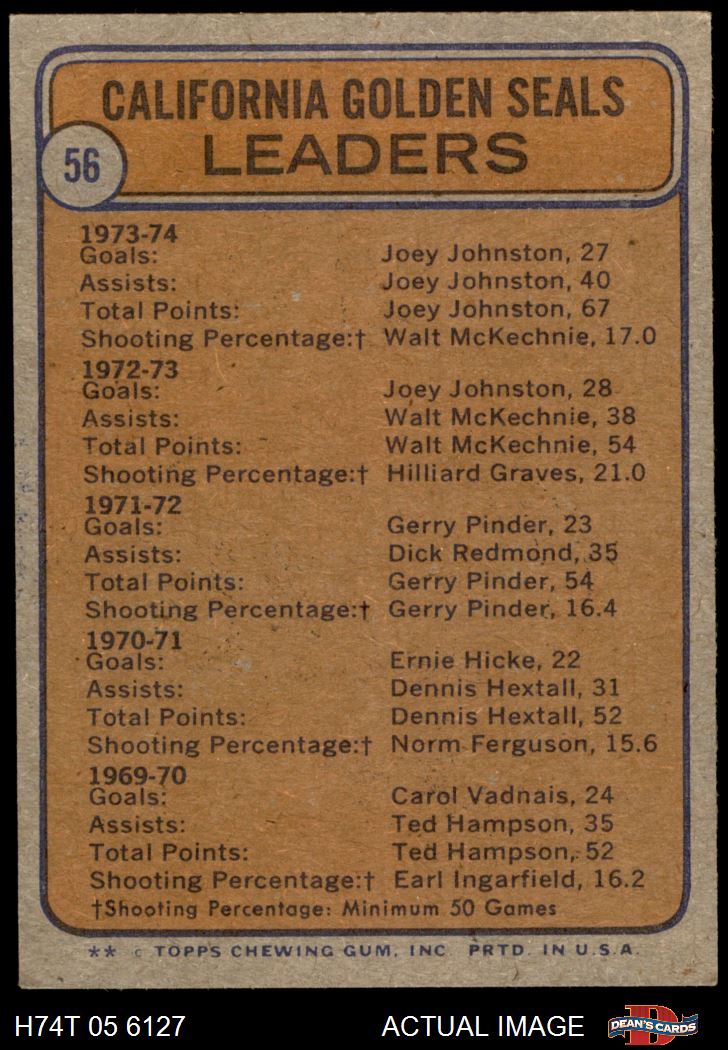 CALIFORNIA GOLDEN SEALS
LEADERS
56
1973-74
Goals: Joey Johnston, 27
Assists: Joey Johnston, 40
Total Points: Joey Johnston, 67
Shooting Percentage:† Walt McKechnie, 17.0
1972-73
Goals: Joey Johnston, 28
Assists: Walt McKechnie, 38
Total Points: Walt McKechnie, 54
Shooting Percentage:† Hilliard Graves, 21.0
1971-72
Goals: Gerry Pinder, 23
Assists: Dick Redmond, 35
Total Points: Gerry Pinder, 54
Shooting Percentage:† Gerry Pinder, 16.4
1970-71
Goals: Ernie Hicke, 22
Assists: Dennis Hextall, 31
Total Points: Dennis Hextall, 52
Shooting Percentage:† Norm Ferguson, 15.6
1969-70
Goals: Carol Vadnais, 24
Assists: Ted Hampson, 35
Total Points: Ted Hampson, 52
Shooting Percentage:† Earl Ingarfield, 16.2
†Shooting Percentage: Minimum 50 Games
** © TOPPS CHEWING GUM, INC. PRTD. IN U.S.A.
H74T 05 6127 ACTUAL IMAGE D DEAN'S CARDS